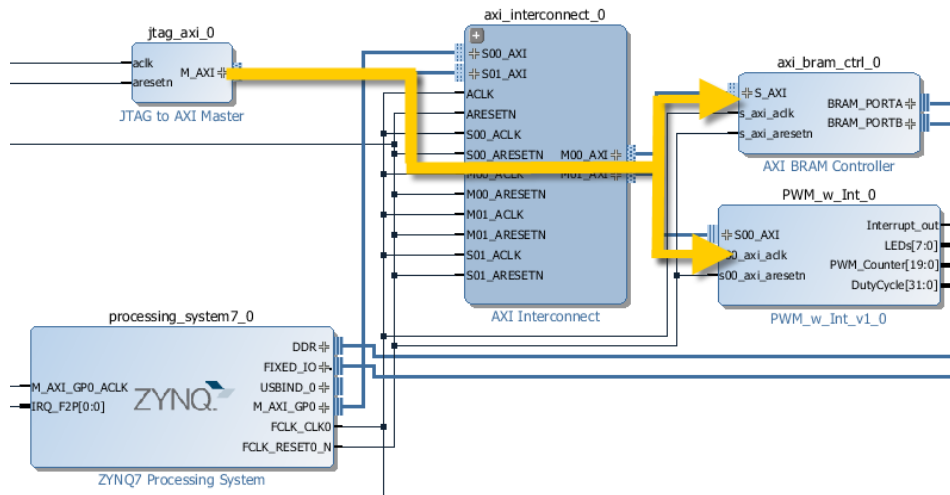 jtag_axi_0
aclk
aresetn
M_AXI
JTAG to AXI Master
axi_interconnect_0
S00_AXI
S01_AXI
ACLK
ARESETN
S00_ACLK
S00_ARESETN
M00_ACLK
M00_ARESETN
M01_ACLK
M01_ARESETN
S01_ACLK
S01_ARESETN
M00_AXI
M01_AXI
AXI Interconnect
axi_bram_ctrl_0
S_AXI
s_axi_aclk
s_axi_aresetn
BRAM_PORTA
BRAM_PORTB
AXI BRAM Controller
PWM_w_Int_0
S00_AXI
s00_axi_aclk
s00_axi_aresetn
Interrupt_out
LEDs[7:0]
PWM_Counter[19:0]
DutyCycle[31:0]
PWM_w_Int_v1_0
processing_system7_0
M_AXI_GP0_ACLK
IRQ_F2P[0:0]
ZYNQ
DDR
FIXED_IO
USBIND_0
M_AXI_GP0
FCLK_CLK0
FCLK_RESET0_N
ZYNQ7 Processing System